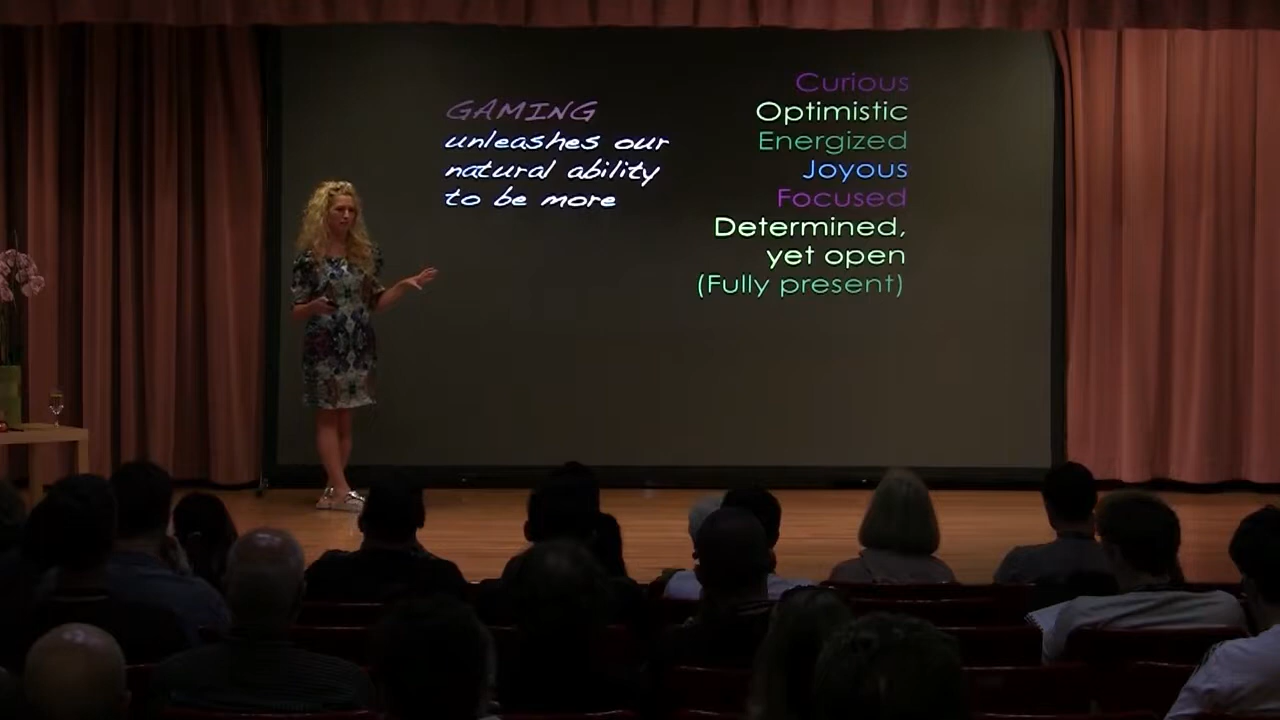 GAMING
unleashes our
natural ability
to be more
Curious
Optimistic
Energized
Joyous
Focused
Determined,
yet open
(Fully present)